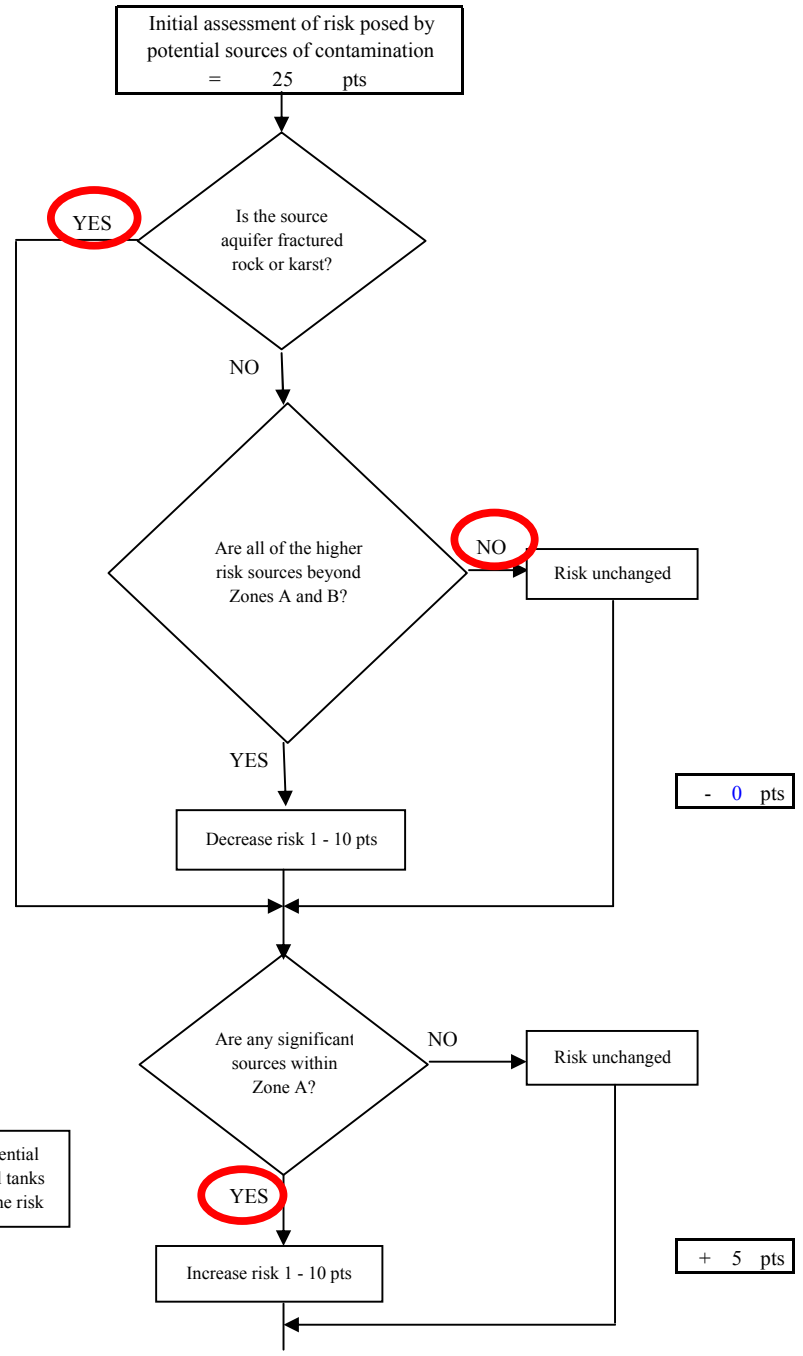 Initial assessment of risk posed by
potential sources of contamination
= 25 pts
YES
Is the source
aquifer fractured
rock or karst?
NO
Are all of the higher
risk sources beyond
Zones A and B?
NO
Risk unchanged
YES
- 0 pts
Decrease risk 1 - 10 pts
Are any significant
sources within
Zone A?
NO
Risk unchanged
ential
tanks
risk
YES
Increase risk 1 - 10 pts
+ 5 pts